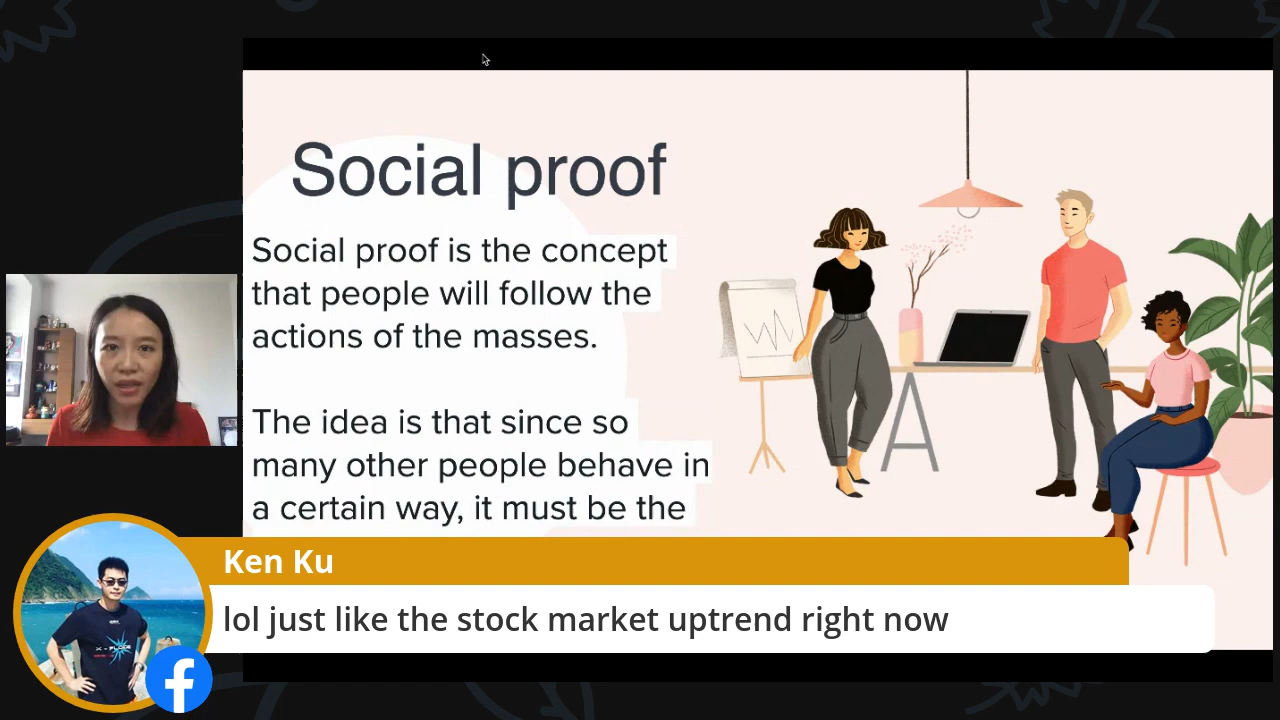 Social proof
Social proof is the concept
that people will follow the
actions of the masses.
The idea is that since so
many other people behave in
a certain way, it must be the
Ken Ku
lol just like the stock market uptrend right now